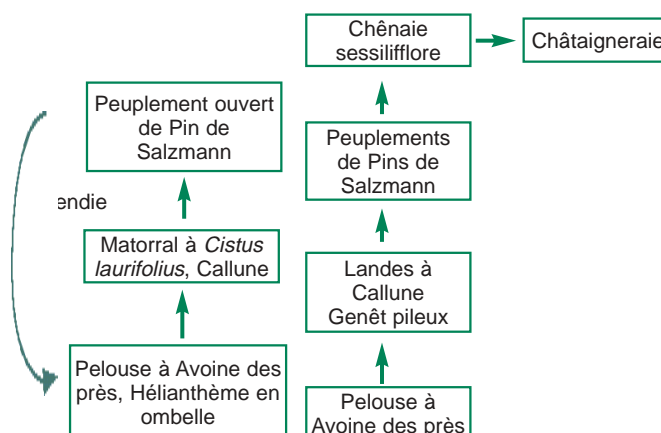 Chênaie
sessilifflore
Châtaigneraie
Peuplement ouvert
de Pin de
Salzmann
Peuplements
de Pins de
Salzmann
endie
Matorral à Cistus
laurifolius, Callune
Landes à
Callune
Genêt pileux
Pelouse à Avoine des
près, Hélianthème en
ombelle
Pelouse à
Avoine des près